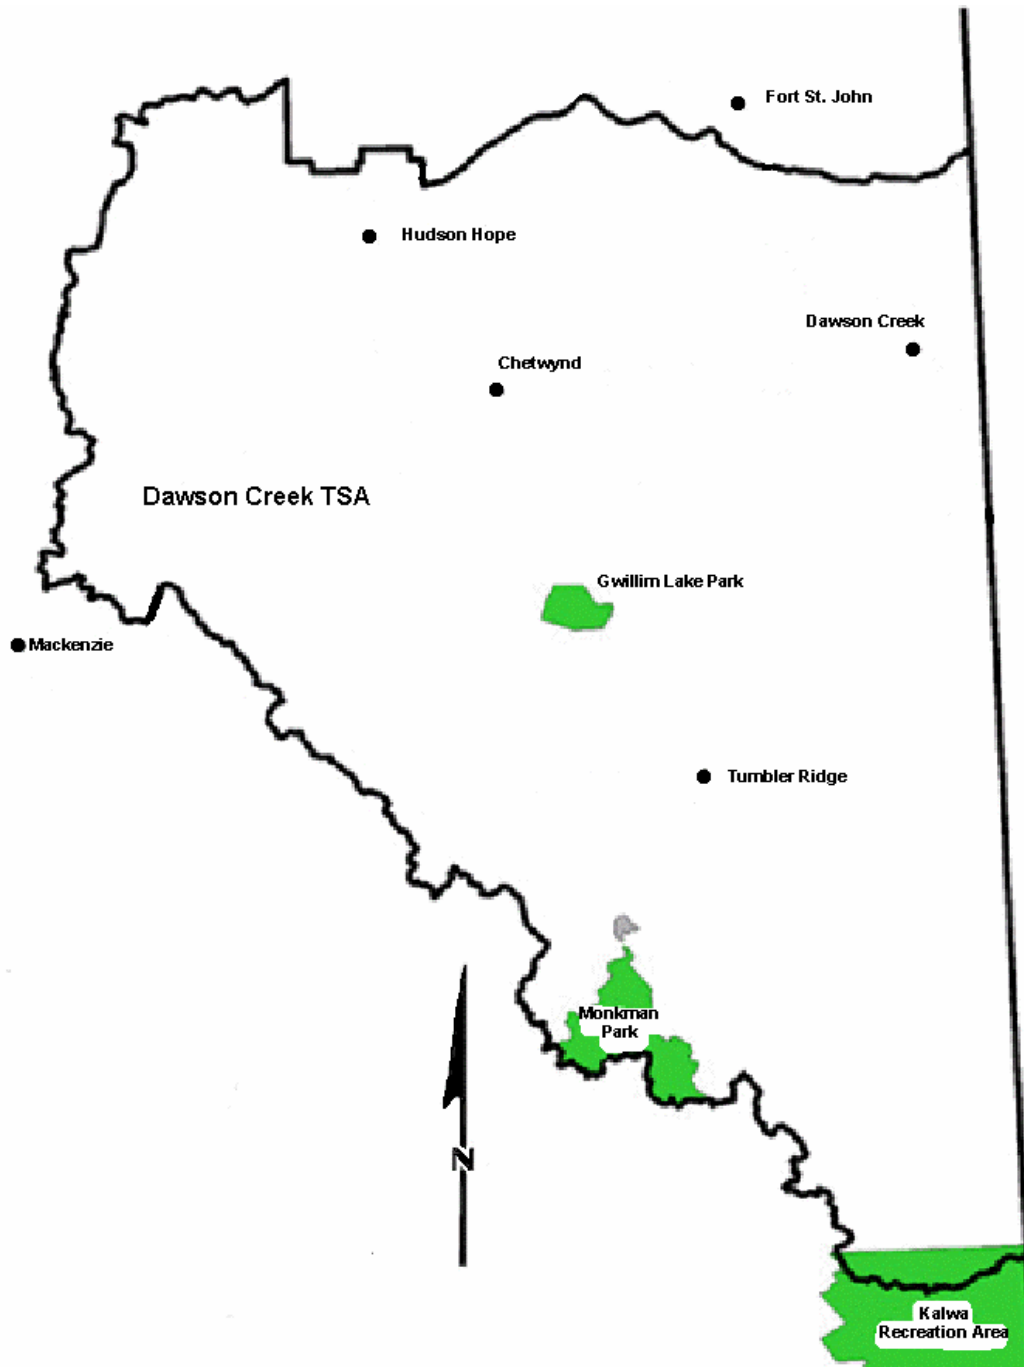 Fort St. John
Hudson Hope
Dawson Creek
Chetwynd
Dawson Creek TSA
Gwillim Lake Park
Mackenzie
Tumbler Ridge
Monkman
Park
N
Kalwa
Recreation Area